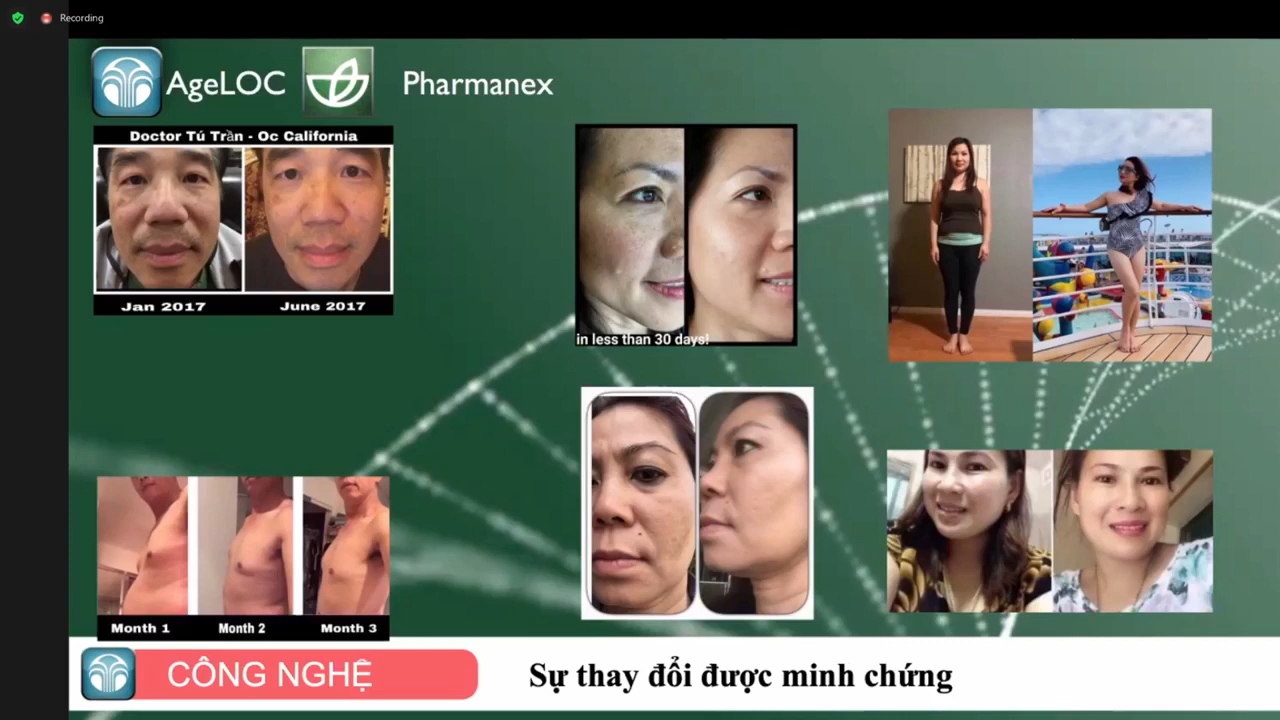 Recording
AgeLOC
Pharmanex
Doctor Tú Trần - Oc California
Jan 2017
June 2017
in less than 30 days!
Month 1
Month 2
Month 3
CÔNG NGHỆ
Sự thay đổi được minh chứng